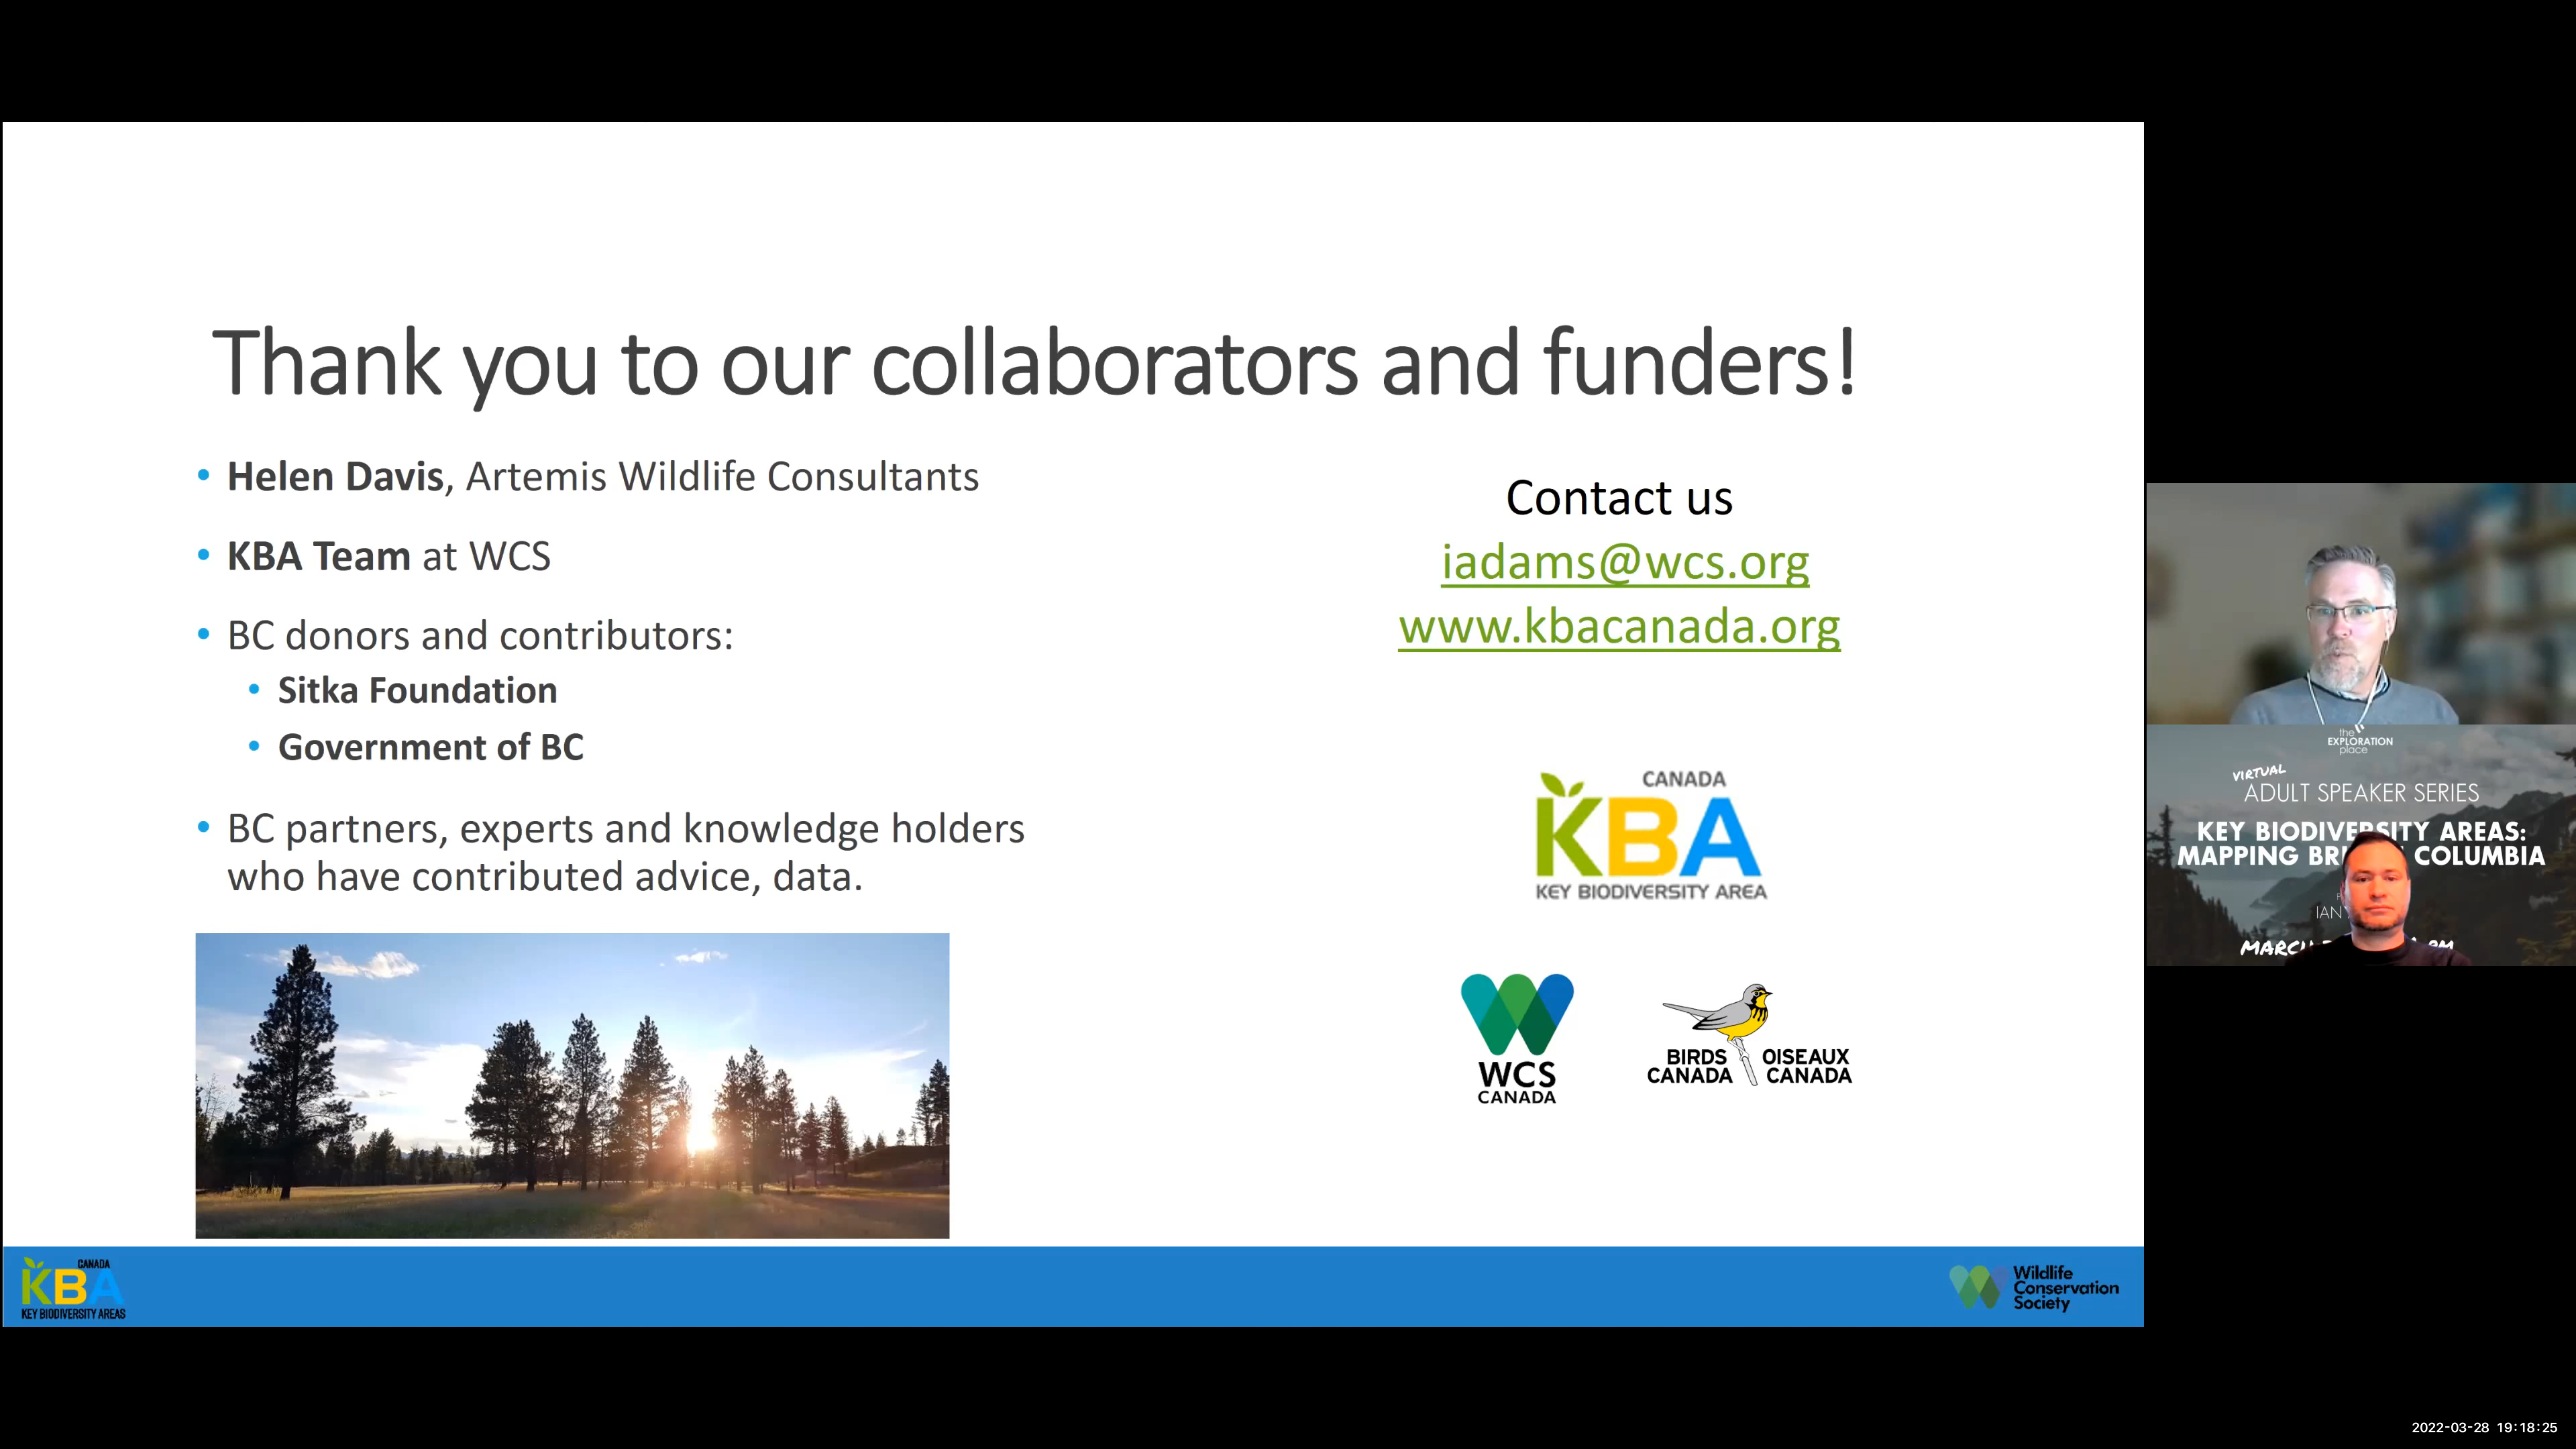 Thank you to our collaborators and funders!
• Helen Davis, Artemis Wildlife Consultants
• KBA Team at WCS
• BC donors and contributors:
• Sitka Foundation
• Government of BC
• BC partners, experts and knowledge holders
who have contributed advice, data.
Contact us
iadams@wcs.org
www.kbacanada.org
CANADA
KBA
KEY BIODIVERSITY AREA
WCS
CANADA
BIRDS OISEAUX
CANADA CANADA
CANADA
KBA
KEY BIODIVERSITY AREAS
Wildlife
Conservation
Society
the
EXPLORATION
place
VIRTUAL
ADULT SPEAKER SERIES
KEY BIODIVERSITY AREAS:
MAPPING COLUMBIA
IAN
PM
2022-03-28 19:18:25